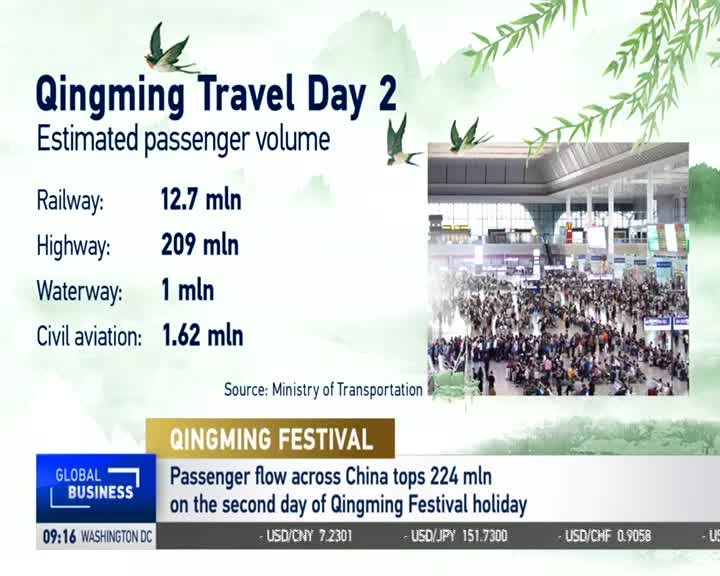 Qingming Travel Day 2
Estimated passenger volume
Railway: 12.7 mln
Highway: 209 mln
Waterway: 1 mln
Civil aviation: 1.62 mln
Source: Ministry of Transportation
QINGMING FESTIVAL
GLOBAL
BUSINESS
Passenger flow across China tops 224 mln
on the second day of Qingming Festival holiday
09:16 WASHINGTON DC
- USD/CNY 7.2301 - USD/JPY 151.7300 - USD/CHF 0.9058